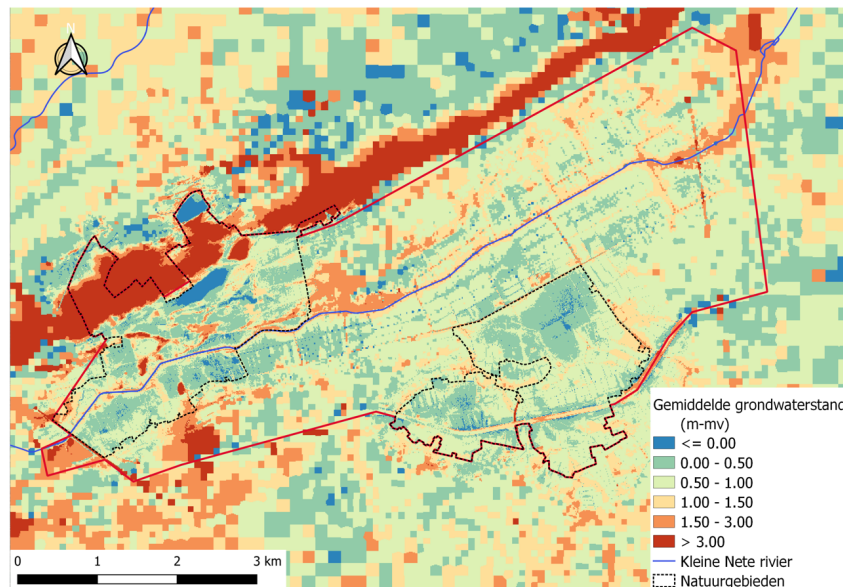 N
Gemiddelde grondwaterstand
(m-mv)
<= 0.00
0.00 - 0.50
0.50 - 1.00
1.00 - 1.50
1.50 - 3.00
> 3.00
Kleine Nete rivier
Natuurgebieden
0 1 2 3 km